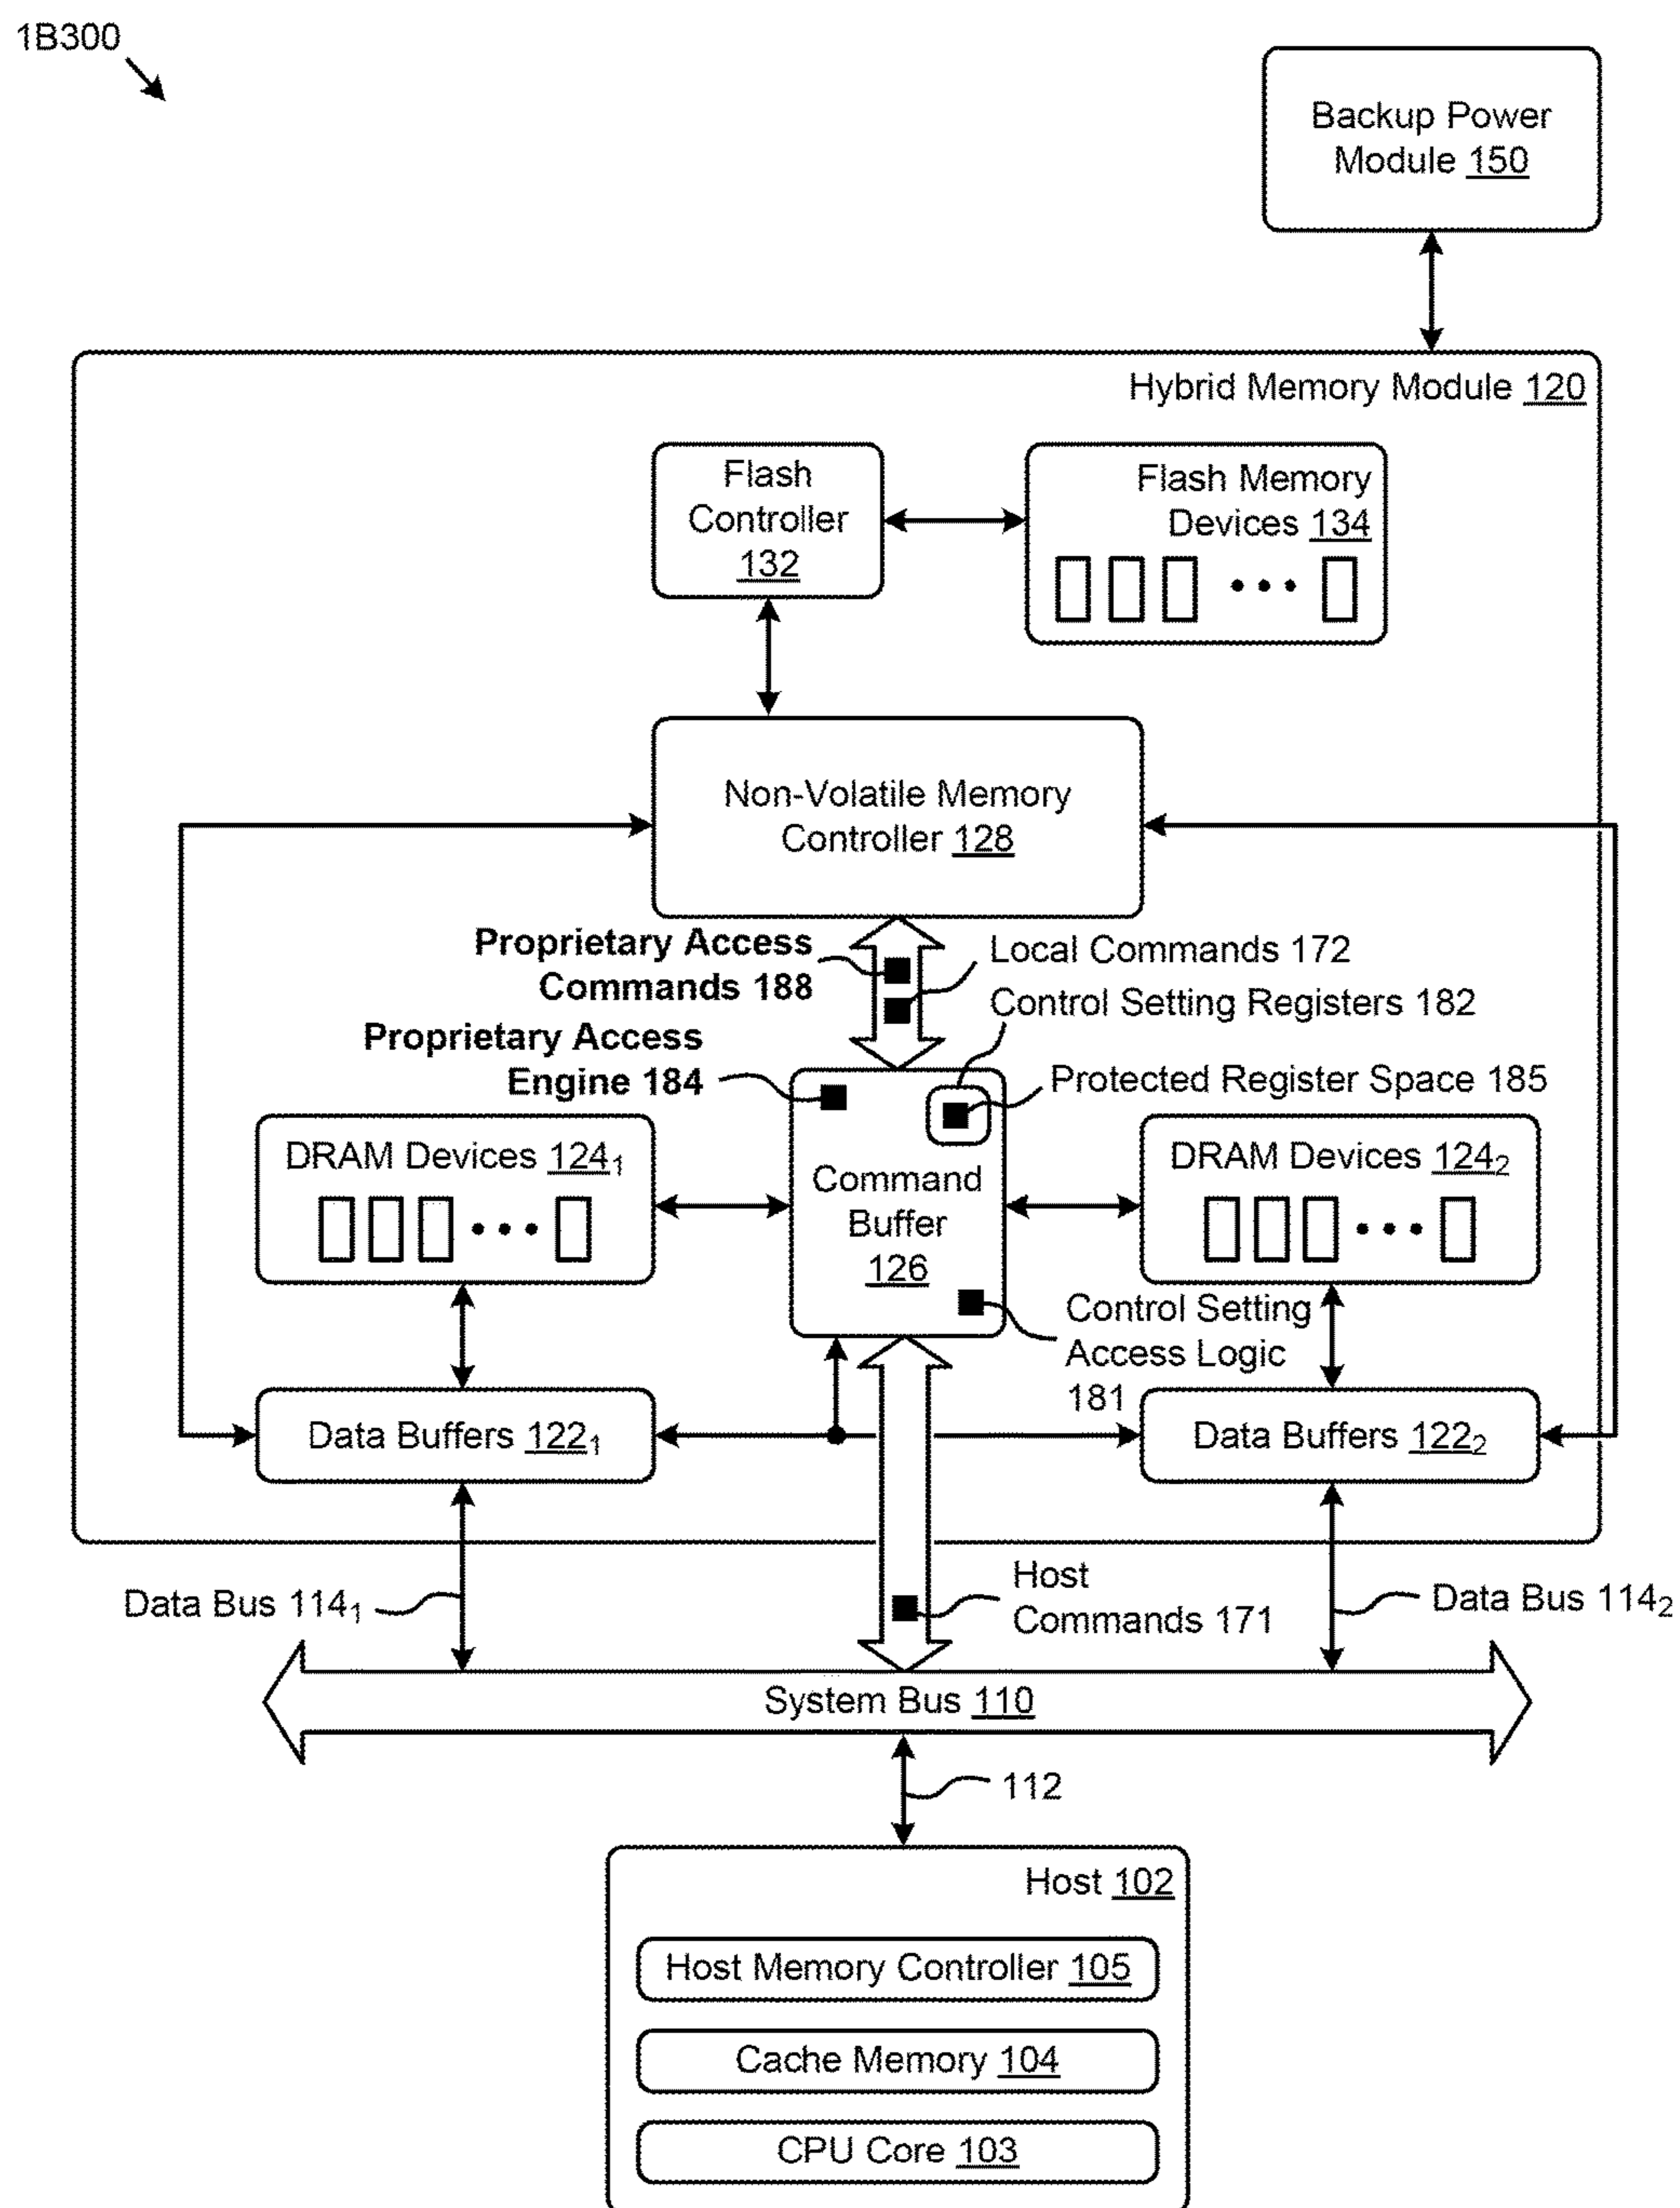 1B300
Backup Power
Module 150
Hybrid Memory Module 120
Flash
Controller
132
Flash Memory
Devices 134
Non-Volatile Memory
Controller 128
Proprietary Access
Commands 188
Local Commands 172
Control Setting Registers 182
Proprietary Access
Engine 184
Protected Register Space 185
DRAM Devices 124₁
Command
Buffer
126
DRAM Devices 124₂
Control Setting
Access Logic
181
Data Buffers 122₁
Data Buffers 122₂
Data Bus 114₁
Host
Commands 171
Data Bus 114₂
System Bus 110
112
Host 102
Host Memory Controller 105
Cache Memory 104
CPU Core 103